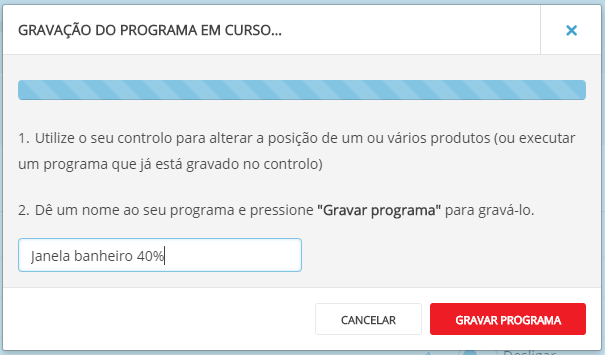 GRAVAÇÃO DO PROGRAMA EM CURSO...
1. Utilize o seu controlo para alterar a posição de um ou vários produtos (ou executar
um programa que já está gravado no controlo)
2. Dê um nome ao seu programa e pressione "Gravar programa" para gravá-lo.
Janela banheiro 40%
CANCELAR
GRAVAR PROGRAMA
Desligar